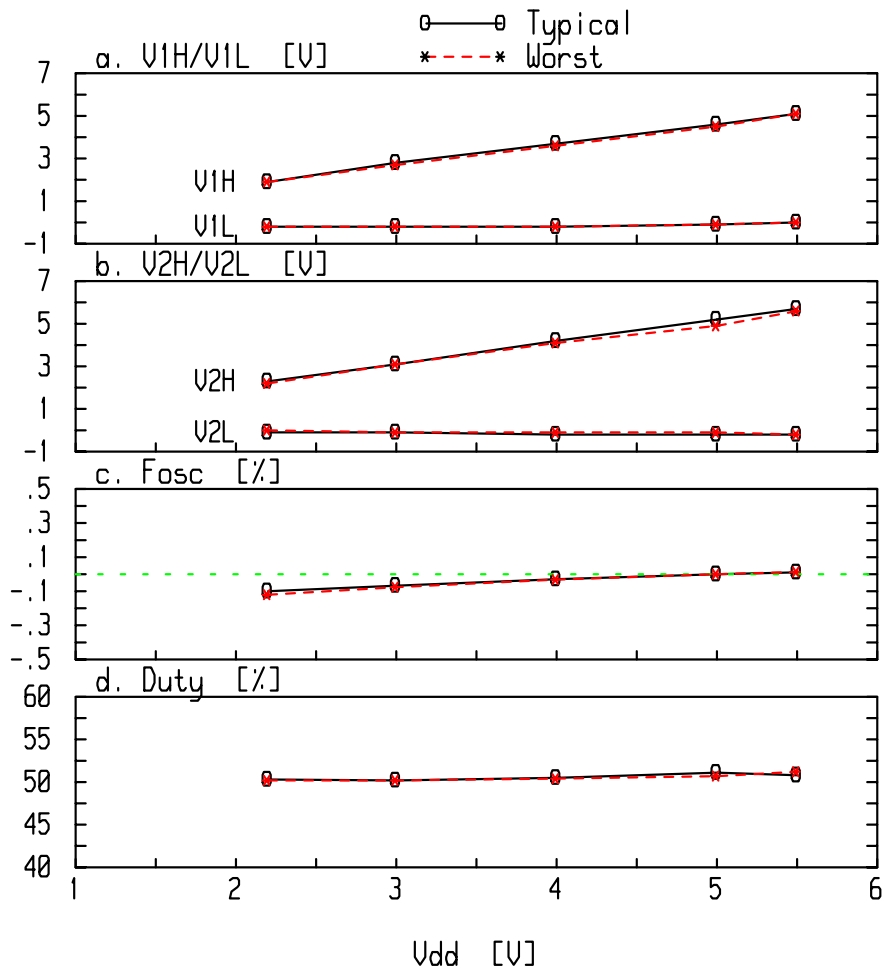 Typical
Worst
a. V1H/V1L [V]
7
5
3
1
-1
V1H
V1L
b. V2H/V2L [V]
7
5
3
1
-1
V2H
V2L
c. Fosc [%]
.5
.3
.1
-.1
-.3
-.5
d. Duty [%]
60
55
50
45
40
1 2 3 4 5 6
Vdd [V]